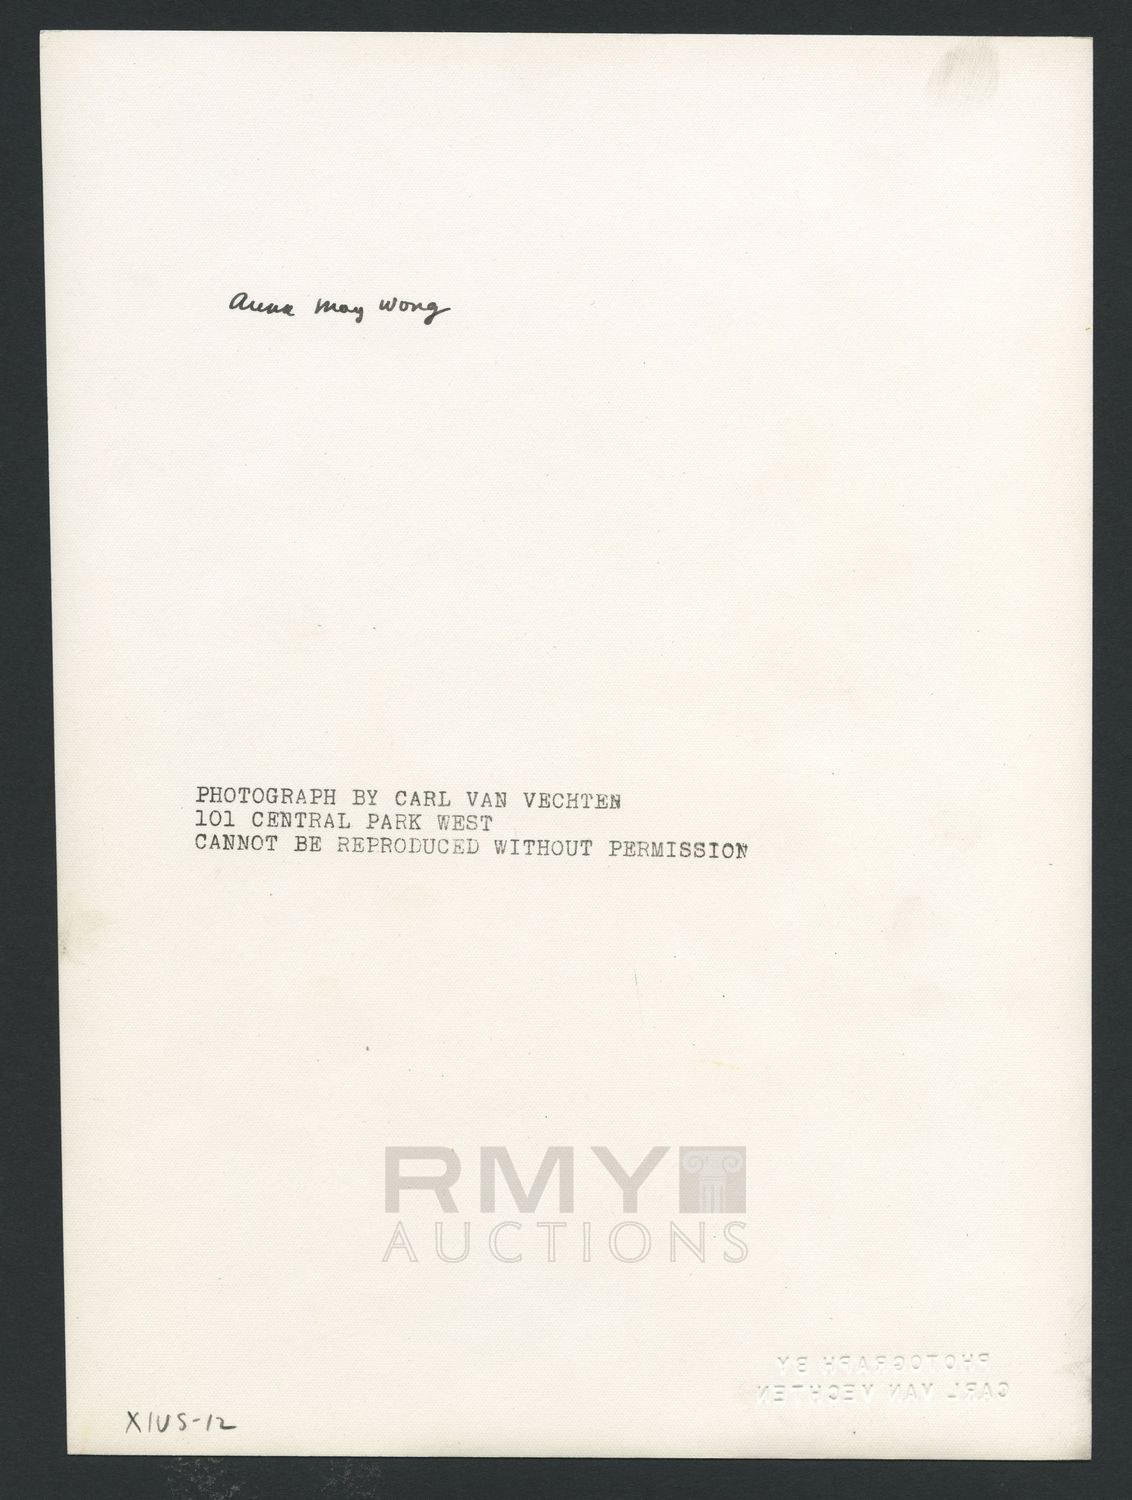 Anna May Wong
PHOTOGRAPH BY CARL VAN VECHTEN
101 CENTRAL PARK WEST
CANNOT BE REPRODUCED WITHOUT PERMISSION
RMY
AUCTIONS
PHOTOGRAPH BY
CARL VAN VECHTEN
XIUS-12